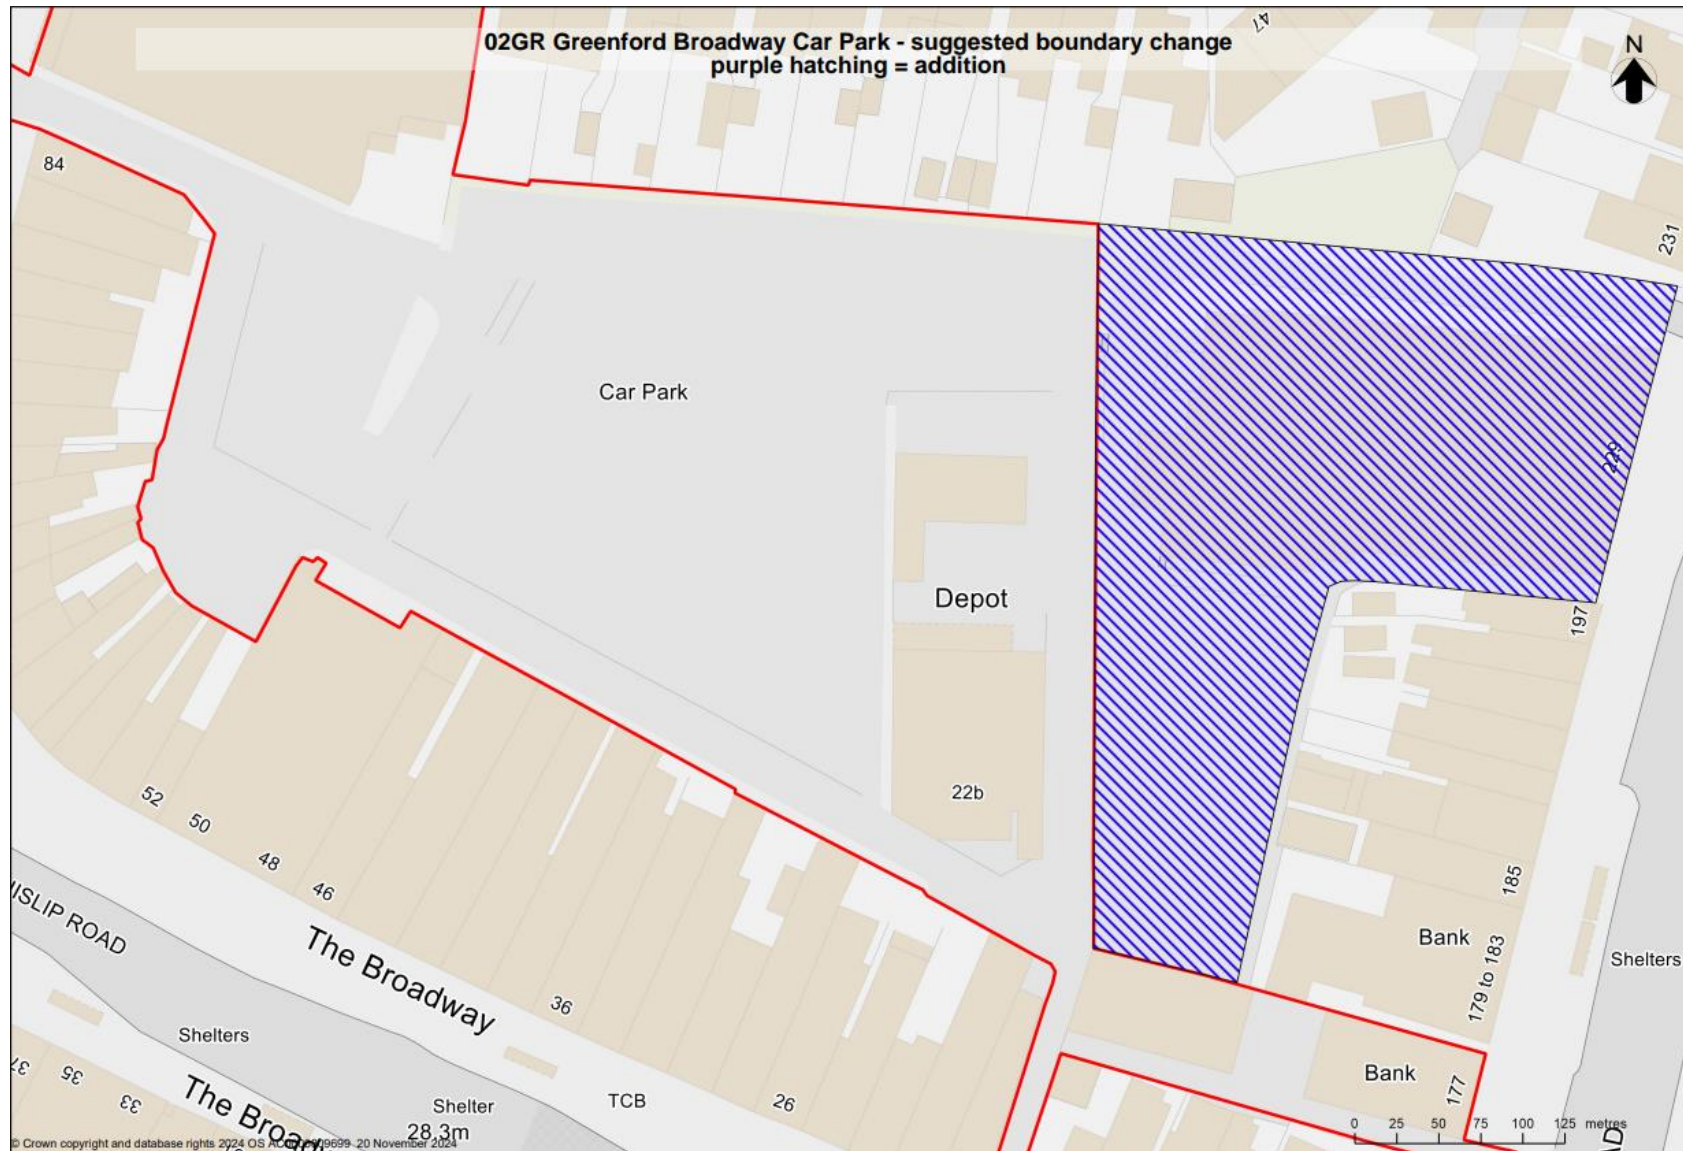 02GR Greenford Broadway Car Park - suggested boundary change
purple hatching = addition
N
47
84
231
Car Park
229
Depot
197
22b
52
50
48
46
185
Bank
179 to 183
Shelters
The Broadway
36
Shelters
Bank
177
35
33
The Broad
Shelter
28.3m
TCB
26
0 25 50 75 100 125 metres
© Crown copyright and database rights 2024 OS 20 November 2024